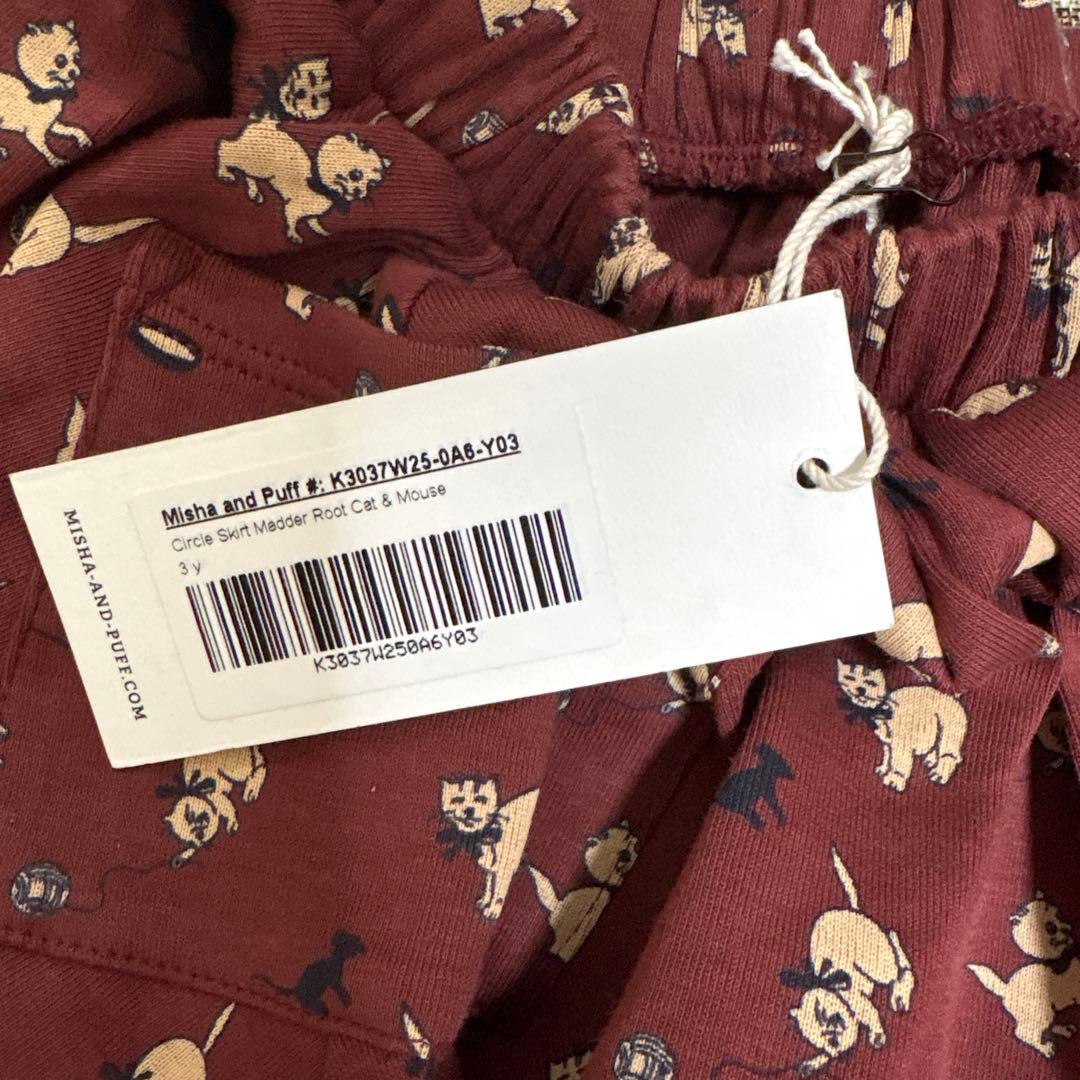 MISHA-AND-PUFF.COM
Misha and Puff #: K3037W25-0A6-Y03
Circle Skirt Madder Root Cat & Mouse
3 y
K3037W250A6Y03